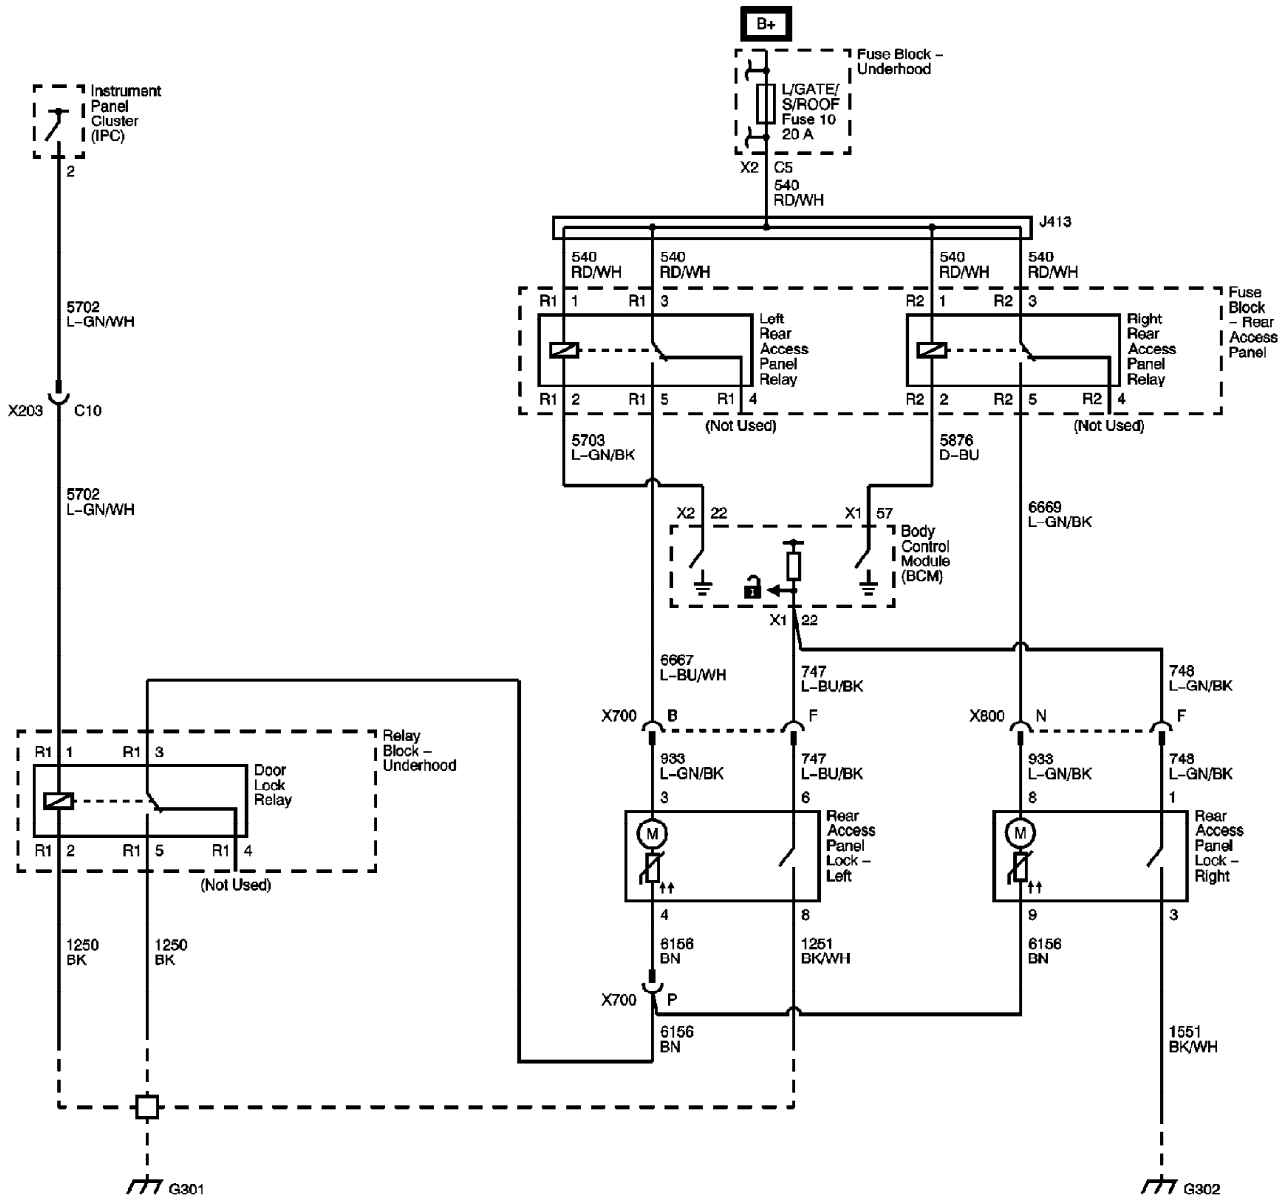 B+
Fuse Block –
Underhood
L/GATE/
S/ROOF
Fuse 10
20 A
X2 C5
540
RD/WH
J413
Instrument
Panel
Cluster
(IPC)
2
5702
L–GN/WH
X203 C10
5702
L–GN/WH
540
RD/WH
540
RD/WH
540
RD/WH
540
RD/WH
R1 1
R1 3
R2 1
R2 3
Fuse
Block
– Rear
Access
Panel
Left
Rear
Access
Panel
Relay
Right
Rear
Access
Panel
Relay
R1 2
R1 5
R1 4
R2 2
R2 5
R2 4
(Not Used)
(Not Used)
5703
L–GN/BK
5876
D–BU
6669
L–GN/BK
X2 22
X1 57
Body
Control
Module
(BCM)
X1 22
6667
L–BU/WH
747
L–BU/BK
748
L–GN/BK
X700 B
F
X800 N
F
933
L–GN/BK
747
L–BU/BK
933
L–GN/BK
748
L–GN/BK
Relay
Block –
Underhood
R1 1
R1 3
Door
Lock
Relay
R1 2
R1 5
R1 4
(Not Used)
3
6
8
1
M
M
Rear
Access
Panel
Lock –
Left
Rear
Access
Panel
Lock –
Right
4
8
9
3
1250
BK
1250
BK
6156
BN
1251
BK/WH
6156
BN
X700 P
6156
BN
1551
BK/WH
G301
G302